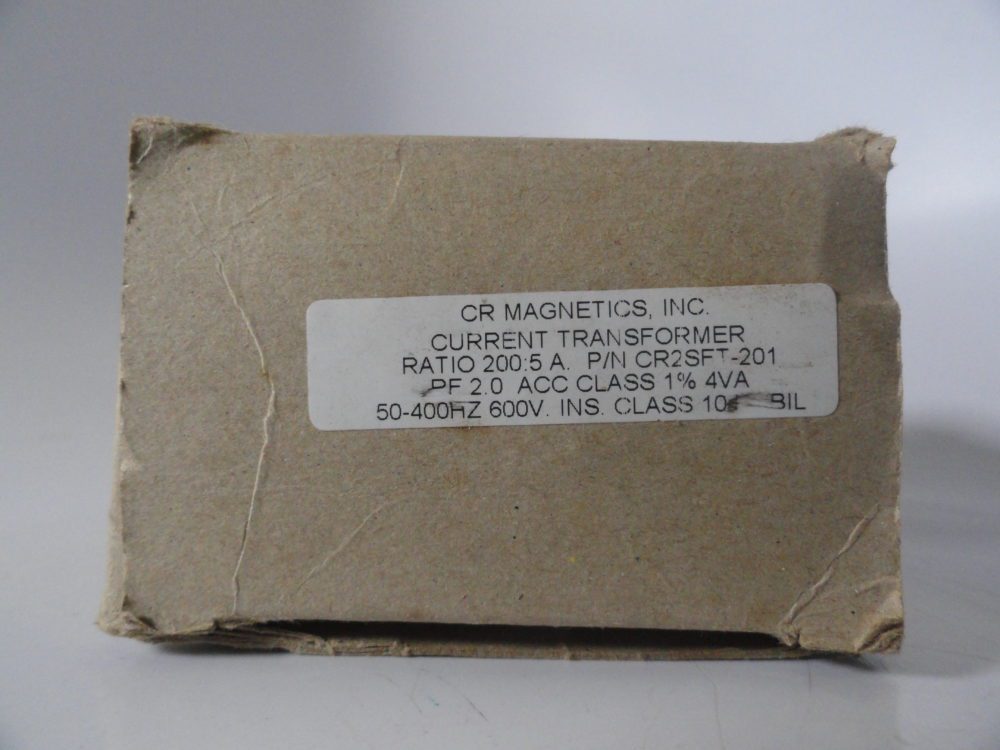 CR MAGNETICS, INC.
CURRENT TRANSFORMER
RATIO 200:5 A. P/N CR2SFT-201
RF 2.0 ACC CLASS 1% 4VA
50-400HZ 600V. INS. CLASS BIL